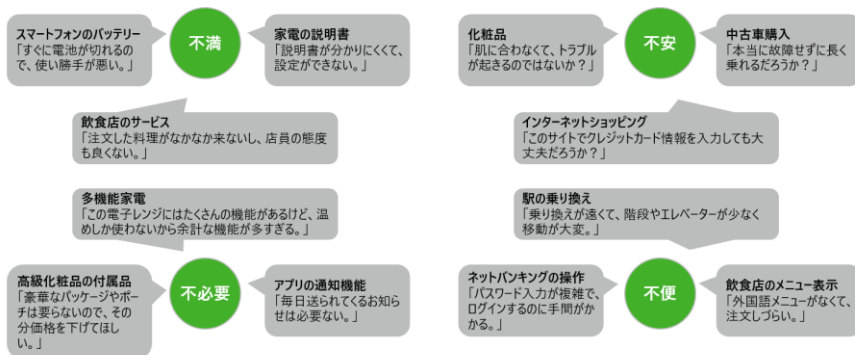 スマートフォンのバッテリー
「すぐに電池が切れるの
で、使い勝手が悪い。」
不満
家電の説明書
「説明書が分かりにくくて、
設定ができない。」
飲食店のサービス
「注文した料理がなかなか来ないし、店員の態度
も良くない。」
化粧品
「肌に合わなくて、トラブル
が起きるのではないか？」
不安
中古車購入
「本当に故障せずに長く
乗れるだろうか？」
インターネットショッピング
「このサイトでクレジットカード情報を入力しても大
丈夫だろうか？」
多機能家電
「この電子レンジにはたくさんの機能があるけど、温
めしか使わないから余計な機能が多すぎる。」
高級化粧品の付属品
「豪華なパッケージやポー
チは要らないので、その
分価格を下げてほし
い。」
不必要
アプリの通知機能
「毎日送られてくるお知ら
せは必要ない。」
駅の乗り換え
「乗り換えが遠くて、階段やエレベーターが少なく
移動が大変。」
ネットバンキングの操作
「パスワード入力が複雑で、
ログインするのに手間が
かかる。」
不便
飲食店のメニュー表示
「外国語メニューがなくて、
注文しづらい。」